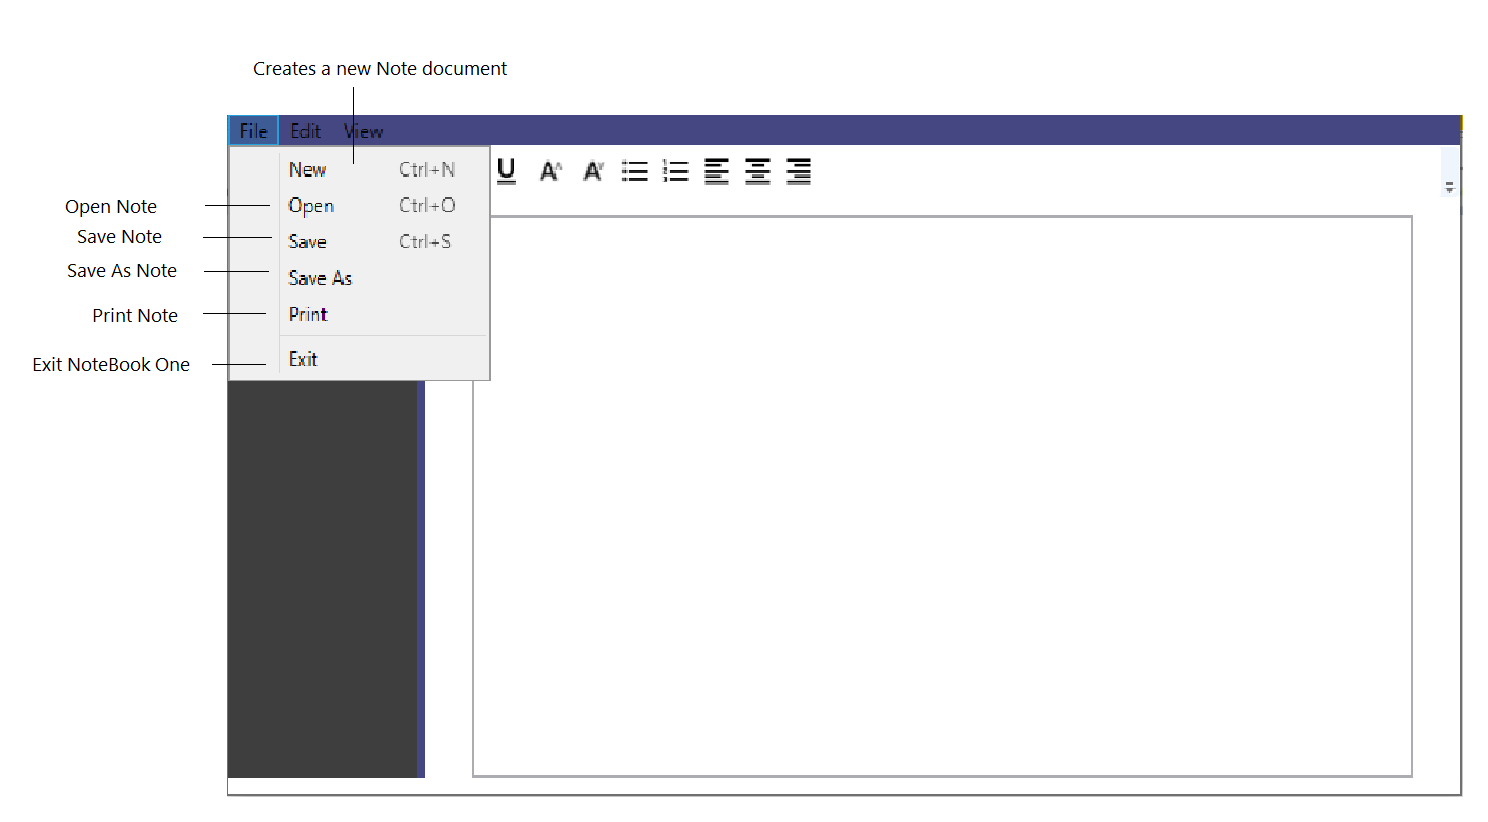 Creates a new Note document
File Edit View
New Ctrl+N
Open Note Open Ctrl+O
Save Note Save Ctrl+S
Save As Note Save As
Print Note Print
Exit NoteBook One Exit
U A^ A˅